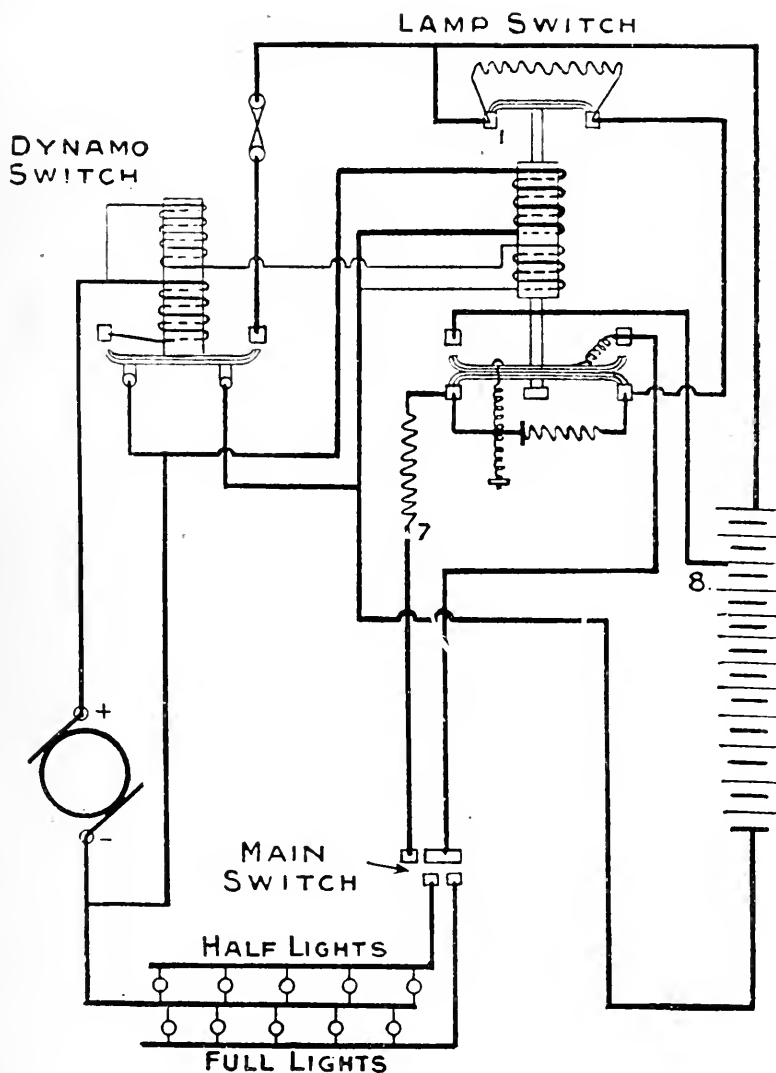 LAMP SWITCH
DYNAMO
SWITCH
1
7
8.
+
-
MAIN
SWITCH
HALF LIGHTS
FULL LIGHTS